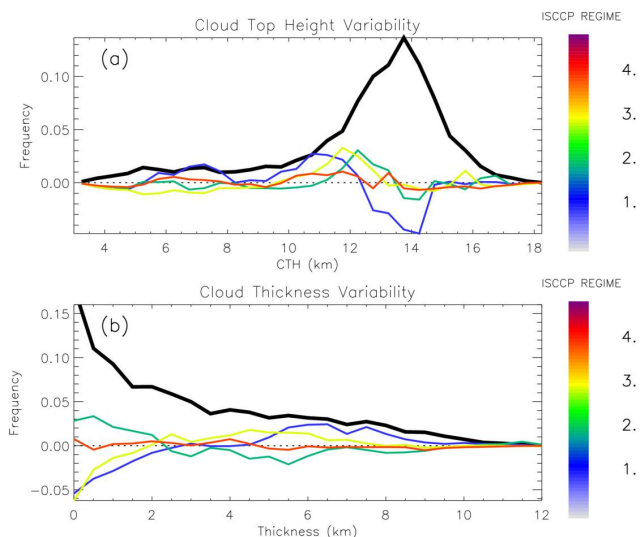 Cloud Top Height Variability
ISCCP REGIME
(a)
0.10
0.05
0.00
Frequency
4 6 8 10 12 14 16 18
CTH (km)
4.
3.
2.
1.
Cloud Thickness Variability
ISCCP REGIME
(b)
0.15
0.10
0.05
0.00
-0.05
Frequency
0 2 4 6 8 10 12
Thickness (km)
4.
3.
2.
1.